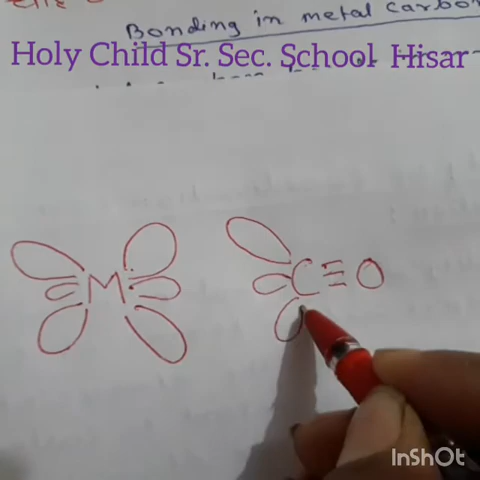 Bonding in metal Carbo
Holy Child Sr. Sec. School Hisar
M C≡O
InShOt